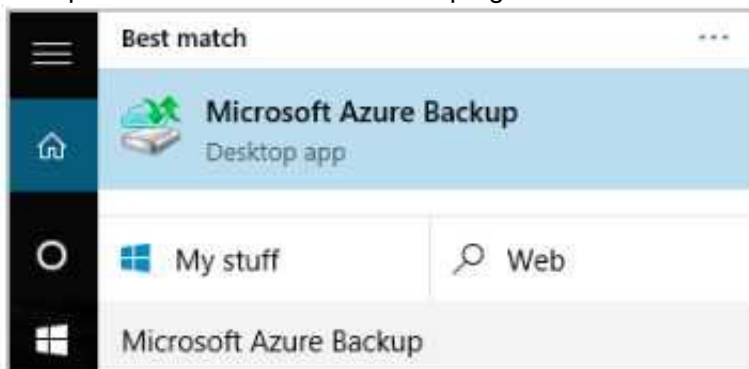 Best match
Microsoft Azure Backup
Desktop app
My stuff
Web
Microsoft Azure Backup